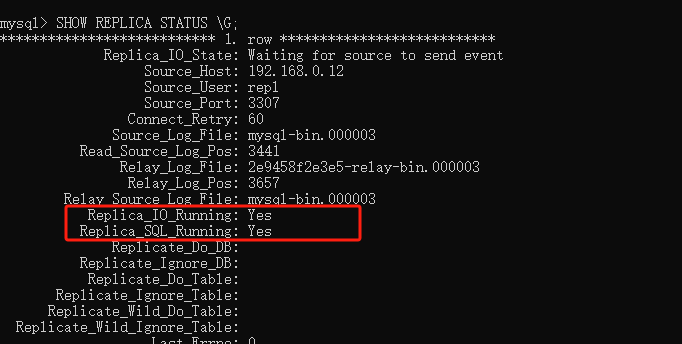 mysql> SHOW REPLICA STATUS \G;
*************************** 1. row ***************************
Replica_IO_State: Waiting for source to send event
Source_Host: 192.168.0.12
Source_User: repl
Source_Port: 3307
Connect_Retry: 60
Source_Log_File: mysql-bin.000003
Read_Source_Log_Pos: 3441
Relay_Log_File: 2e9458f2e3e5-relay-bin.000003
Relay_Log_Pos: 3657
Relay_Source_Log_File: mysql-bin.000003
Replica_IO_Running: Yes
Replica_SQL_Running: Yes
Replicate_Do_DB:
Replicate_Ignore_DB:
Replicate_Do_Table:
Replicate_Ignore_Table:
Replicate_Wild_Do_Table:
Replicate_Wild_Ignore_Table:
Last_Errno: 0